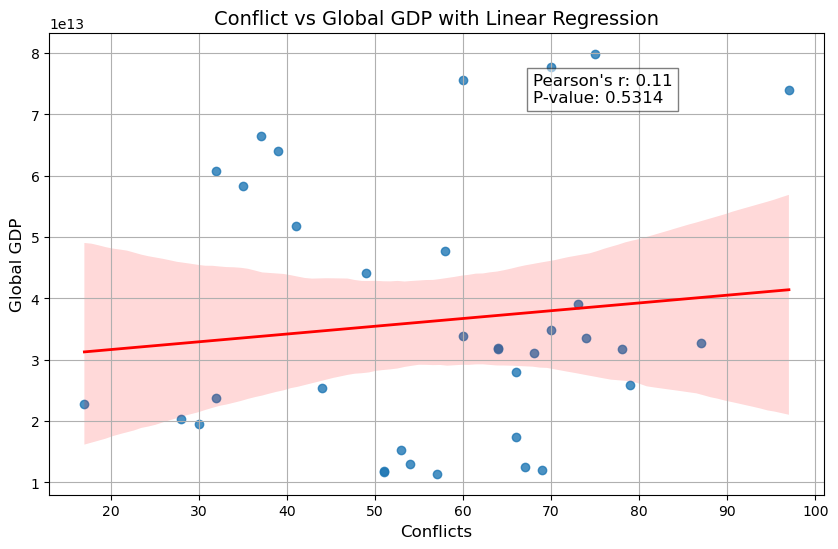 Conflict vs Global GDP with Linear Regression
1e13
Pearson's r: 0.11
P-value: 0.5314
8
7
6
5
4
3
2
1
Global GDP
20 30 40 50 60 70 80 90 100
Conflicts